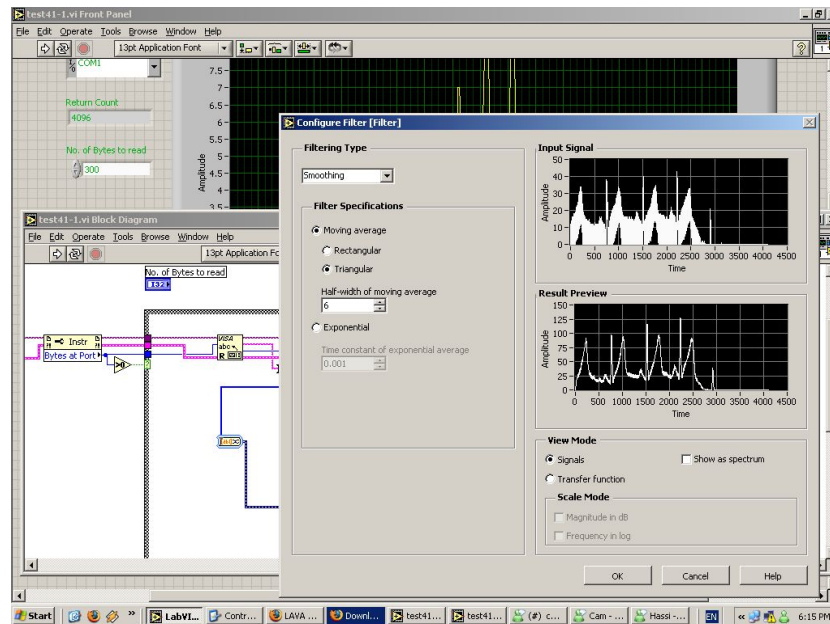 test41-1.vi Front Panel
File Edit Operate Tools Browse Window Help
13pt Application Font
COM1
Return Count
4096
No. of Bytes to read
300
7.5
7
6.5
6
5.5
5
4.5
4
3.5
Amplitude
test41-1.vi Block Diagram
File Edit Operate Tools Browse Window Help
13pt Application Fo
No. of Bytes to read
I32
Instr
Bytes at Port
>0
VISA
abc
R
Configure Filter [Filter]
Filtering Type
Smoothing
Filter Specifications
Moving average
Rectangular
Triangular
Half-width of moving average
6
Exponential
Time constant of exponential average
0.001
Input Signal
50
40
30
20
10
0
Amplitude
0 500 1000 1500 2000 2500 3000 3500 4000 4500
Time
Result Preview
150
125
100
75
50
25
0
Amplitude
0 500 1000 1500 2000 2500 3000 3500 4000 4500
Time
View Mode
Signals
Show as spectrum
Transfer function
Scale Mode
Magnitude in dB
Frequency in log
OK Cancel Help
Start » LabVI... Contr... LAVA ... Downl... test41... test41... (#) c... Cam - ... Hassi -... EN « 6:15 PM